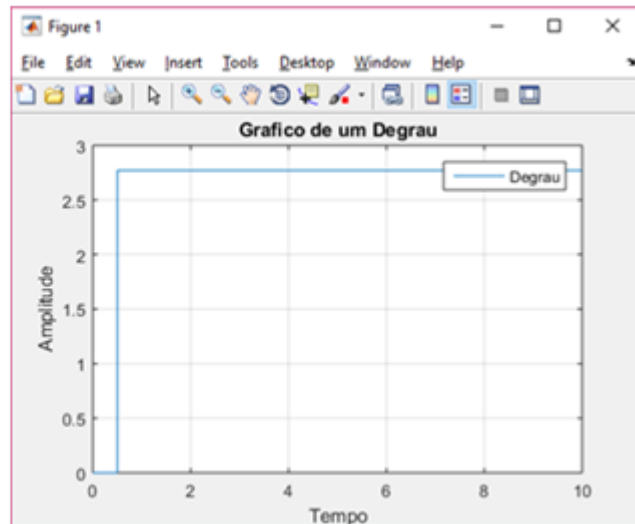 Figure 1
File Edit View Insert Tools Desktop Window Help
Grafico de um Degrau
3
Degrau
2.5
2
1.5
1
0.5
0
0 2 4 6 8 10
Amplitude
Tempo